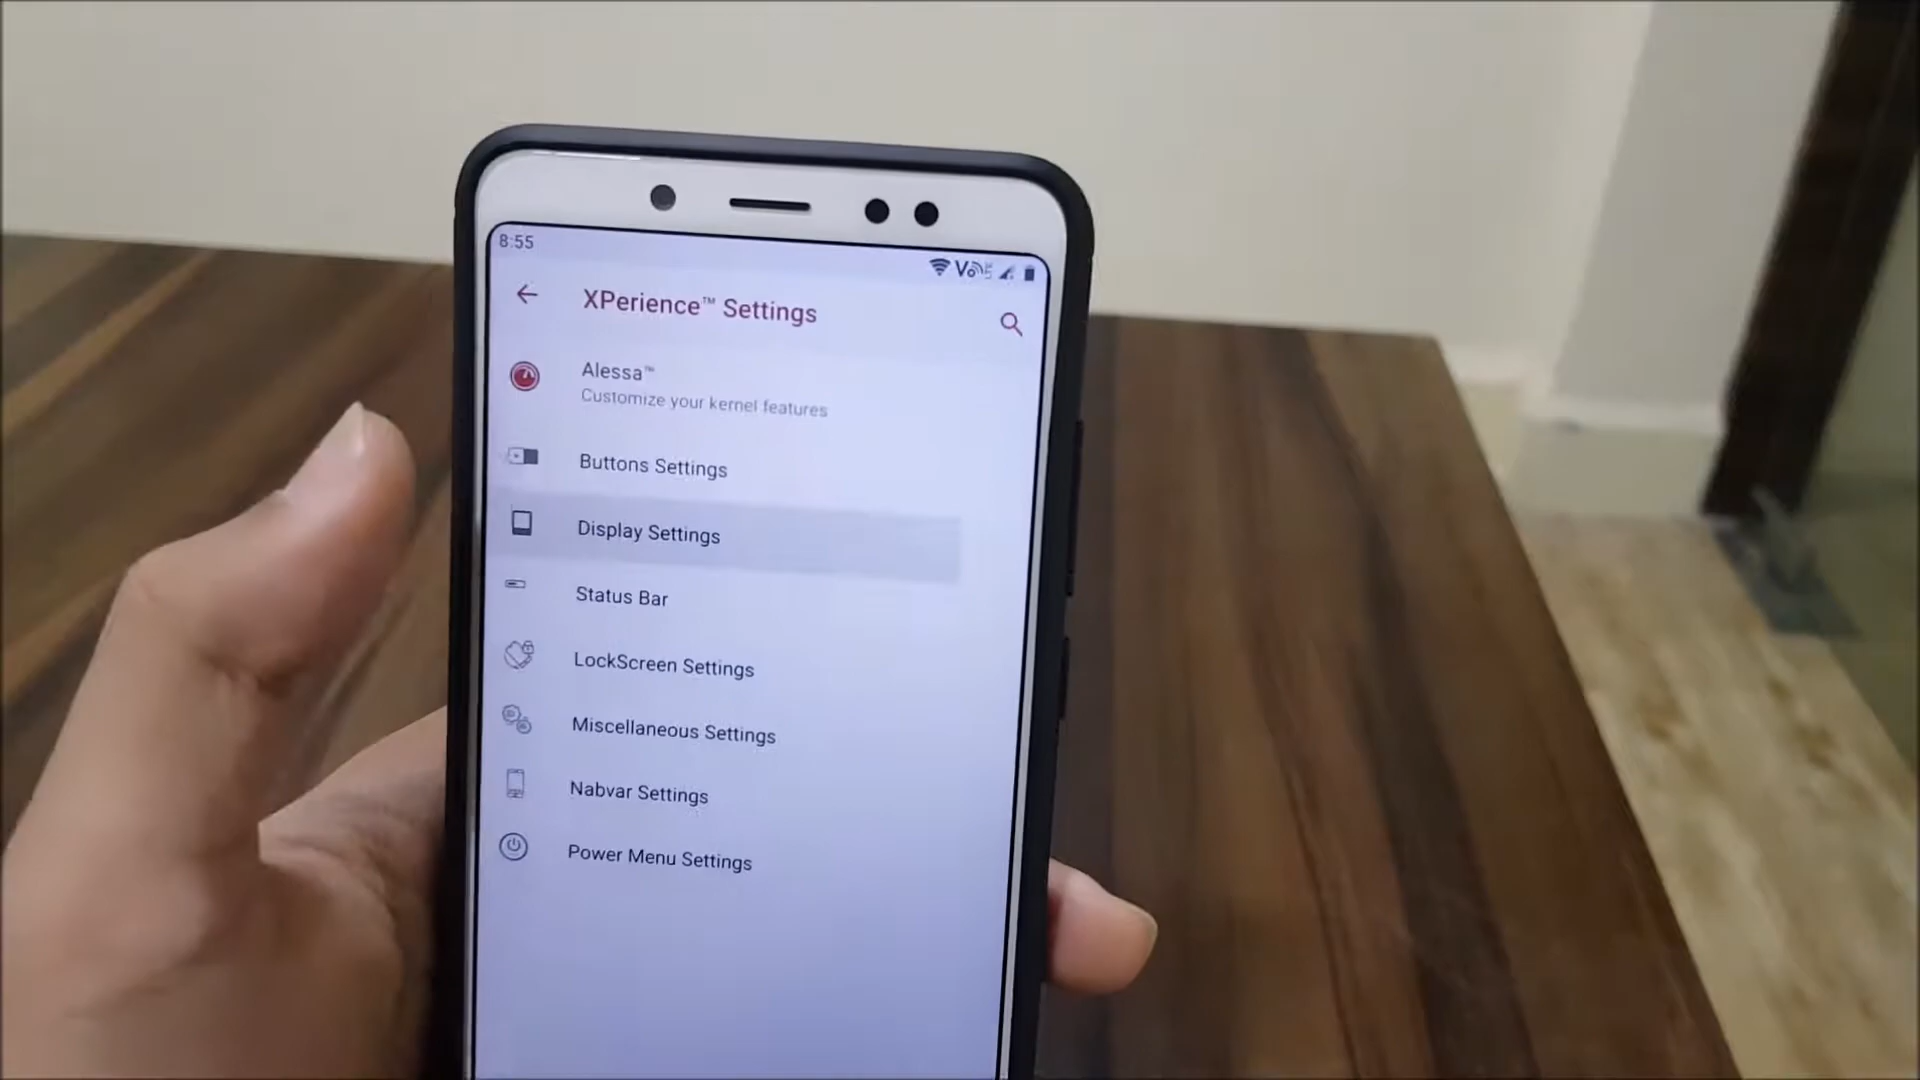 8:55
XPerience™ Settings
Alessa™
Customize your kernel features
Buttons Settings
Display Settings
Status Bar
LockScreen Settings
Miscellaneous Settings
Nabvar Settings
Power Menu Settings